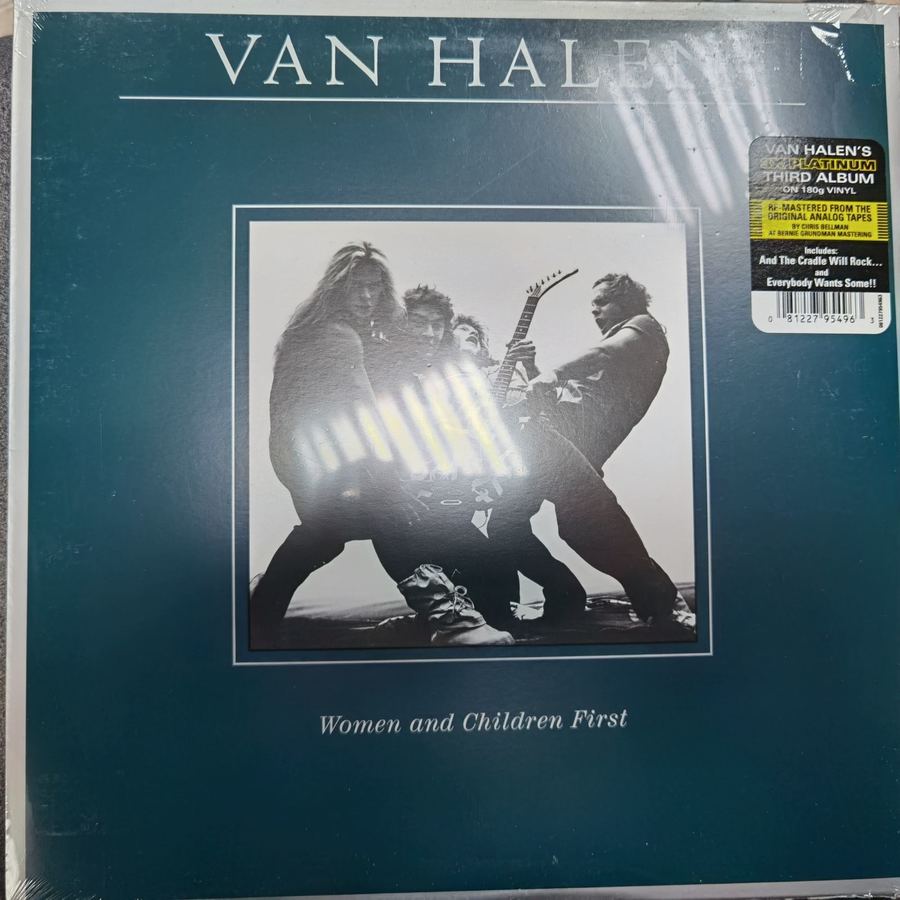 VAN HALEN
VAN HALEN'S
3X PLATINUM
THIRD ALBUM
ON 180g VINYL
RE-MASTERED FROM THE
ORIGINAL ANALOG TAPES
BY CHRIS BELLMAN
AT BERNIE GRUNDMAN MASTERING
Includes:
And The Cradle Will Rock...
and
Everybody Wants Some!!
0 81227 95496 3
Women and Children First